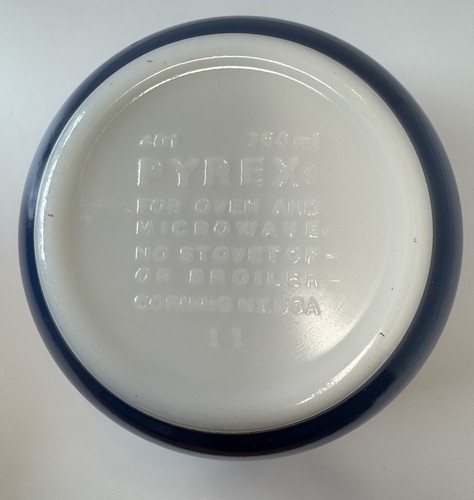 401 750ml
PYREX®
FOR OVEN AND
MICROWAVE
NO STOVETOP
OR BROILER
CORNING N.Y. USA
11